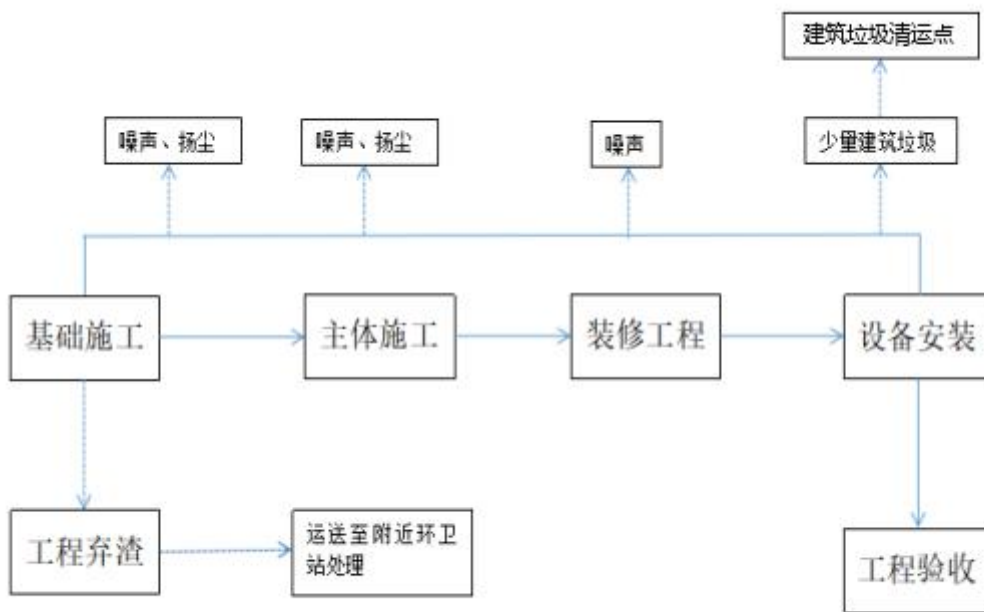 建筑垃圾清运点
噪声、扬尘
噪声、扬尘
噪声
少量建筑垃圾
基础施工
主体施工
装修工程
设备安装
工程弃渣
运送至附近环卫
站处理
工程验收